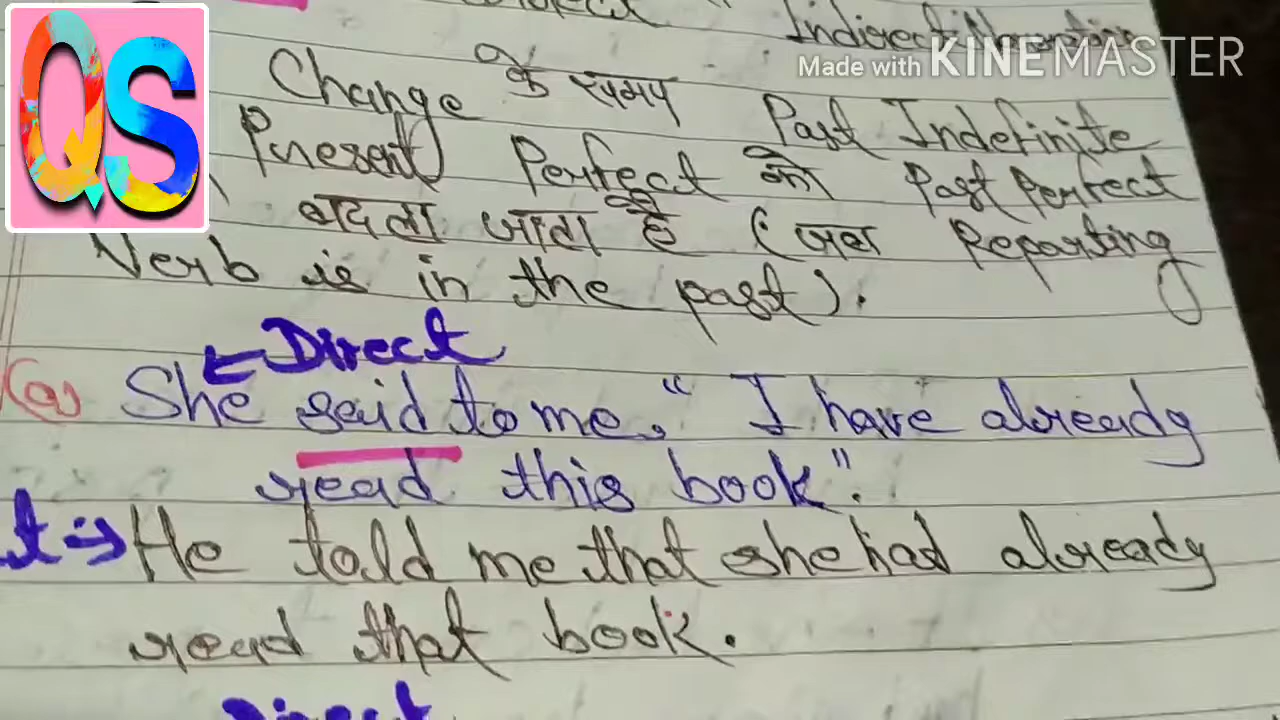 QS
Indirect Narration
Made with KINEMASTER
Change के समय Past Indefinite
Present Perfect को Past Perfect
बदला जाता है (जब Reporting
Verb is in the past).
Direct
(a) She said to me, "I have already
read this book".
t⇒ He told me that she had already
read that book.
Direct